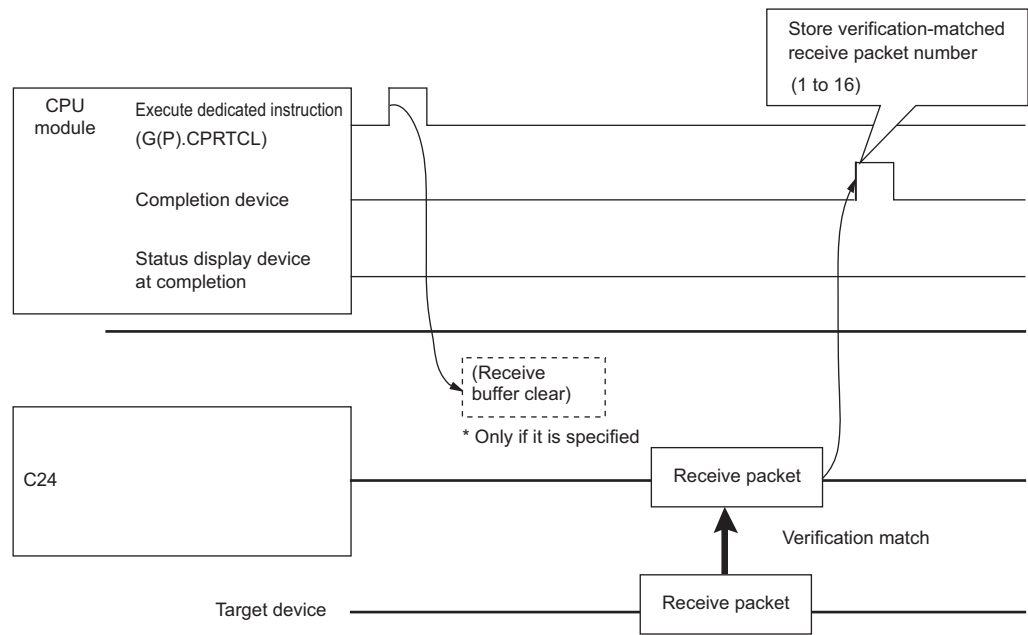 Store verification-matched
receive packet number
(1 to 16)
CPU
module
Execute dedicated instruction
(G(P).CPRTCL)
Completion device
Status display device
at completion
(Receive
buffer clear)
* Only if it is specified
C24
Receive packet
Verification match
Target device
Receive packet